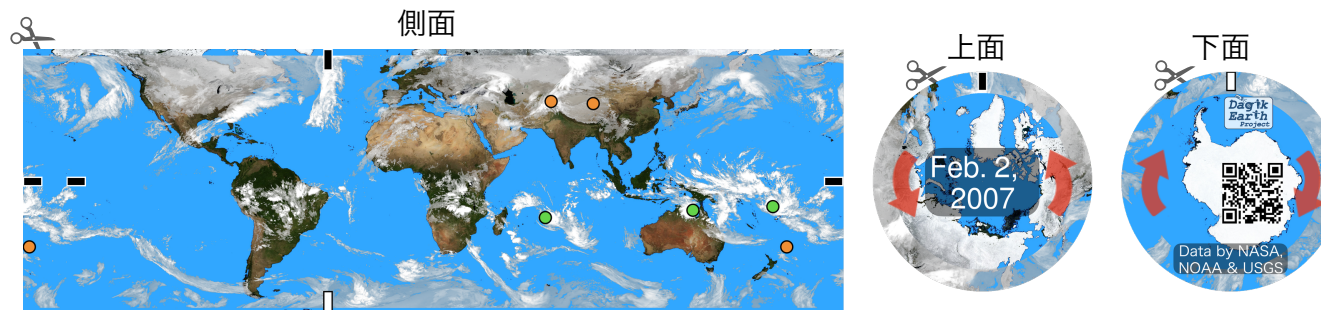 側面
上面
下面
Feb. 2,
2007
Dagik
Earth
Project
Data by NASA,
NOAA & USGS